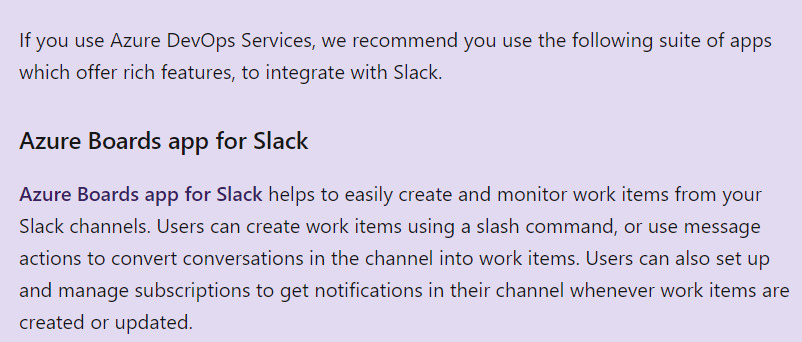 If you use Azure DevOps Services, we recommend you use the following suite of apps
which offer rich features, to integrate with Slack.
Azure Boards app for Slack
Azure Boards app for Slack helps to easily create and monitor work items from your
Slack channels. Users can create work items using a slash command, or use message
actions to convert conversations in the channel into work items. Users can also set up
and manage subscriptions to get notifications in their channel whenever work items are
created or updated.